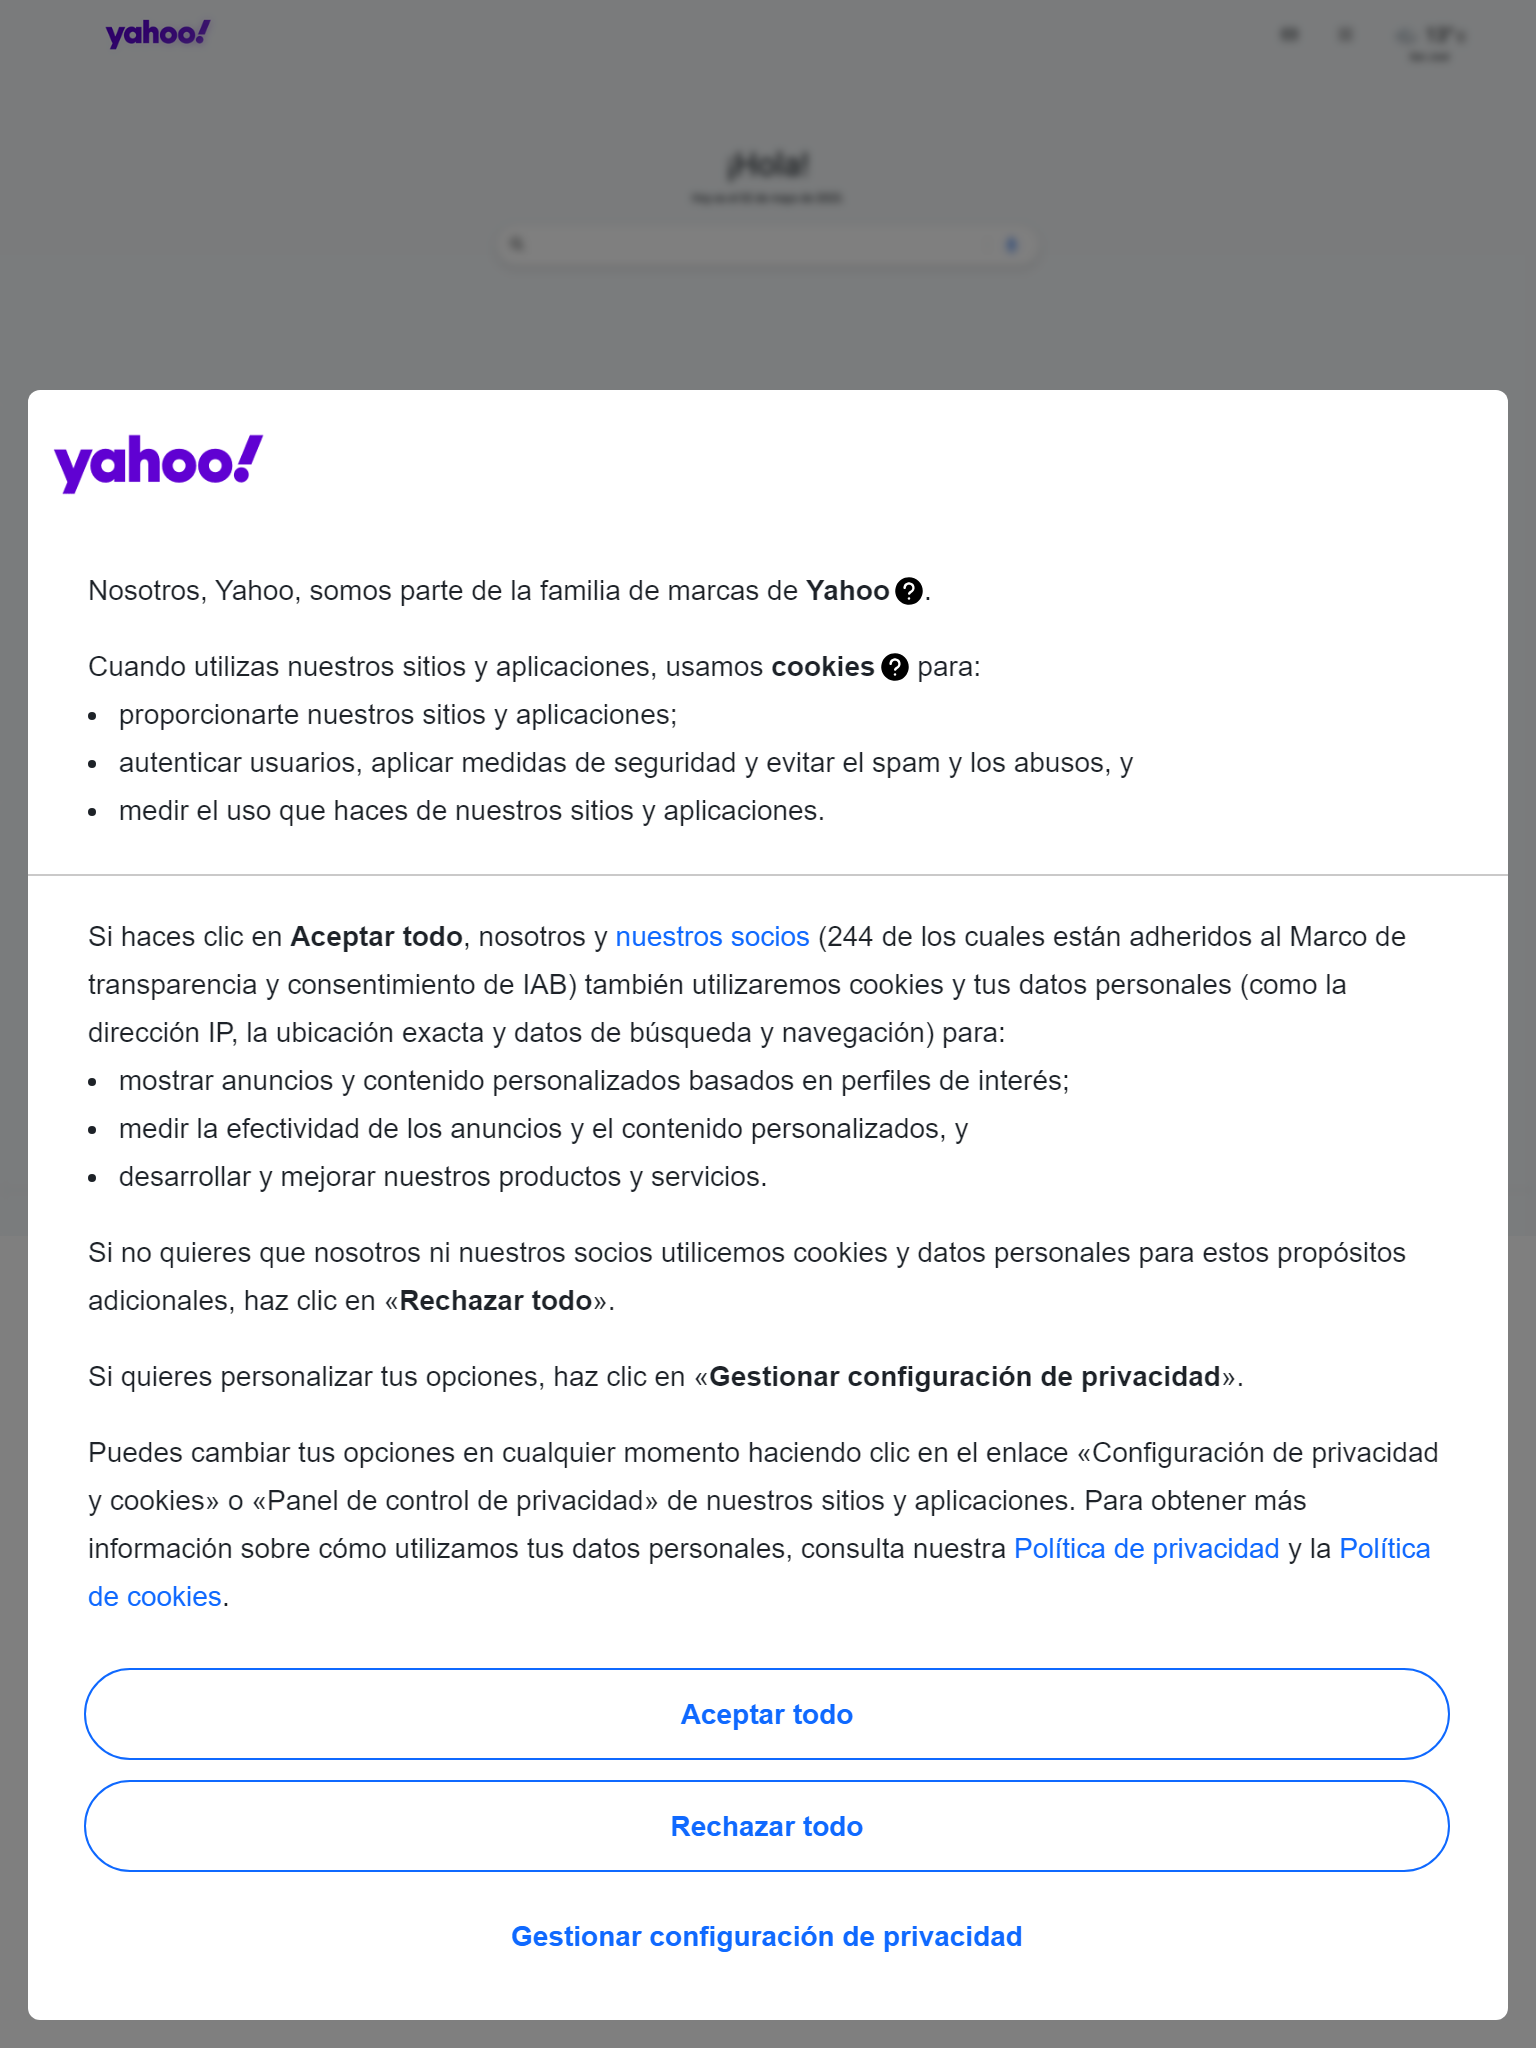 yahoo!
¡Hola!
yahoo!
Nosotros, Yahoo, somos parte de la familia de marcas de Yahoo ?.
Cuando utilizas nuestros sitios y aplicaciones, usamos cookies ? para:
• proporcionarte nuestros sitios y aplicaciones;
• autenticar usuarios, aplicar medidas de seguridad y evitar el spam y los abusos, y
• medir el uso que haces de nuestros sitios y aplicaciones.
Si haces clic en Aceptar todo, nosotros y nuestros socios (244 de los cuales están adheridos al Marco de
transparencia y consentimiento de IAB) también utilizaremos cookies y tus datos personales (como la
dirección IP, la ubicación exacta y datos de búsqueda y navegación) para:
• mostrar anuncios y contenido personalizados basados en perfiles de interés;
• medir la efectividad de los anuncios y el contenido personalizados, y
• desarrollar y mejorar nuestros productos y servicios.
Si no quieres que nosotros ni nuestros socios utilicemos cookies y datos personales para estos propósitos
adicionales, haz clic en «Rechazar todo».
Si quieres personalizar tus opciones, haz clic en «Gestionar configuración de privacidad».
Puedes cambiar tus opciones en cualquier momento haciendo clic en el enlace «Configuración de privacidad
y cookies» o «Panel de control de privacidad» de nuestros sitios y aplicaciones. Para obtener más
información sobre cómo utilizamos tus datos personales, consulta nuestra Política de privacidad y la Política
de cookies.
Aceptar todo
Rechazar todo
Gestionar configuración de privacidad